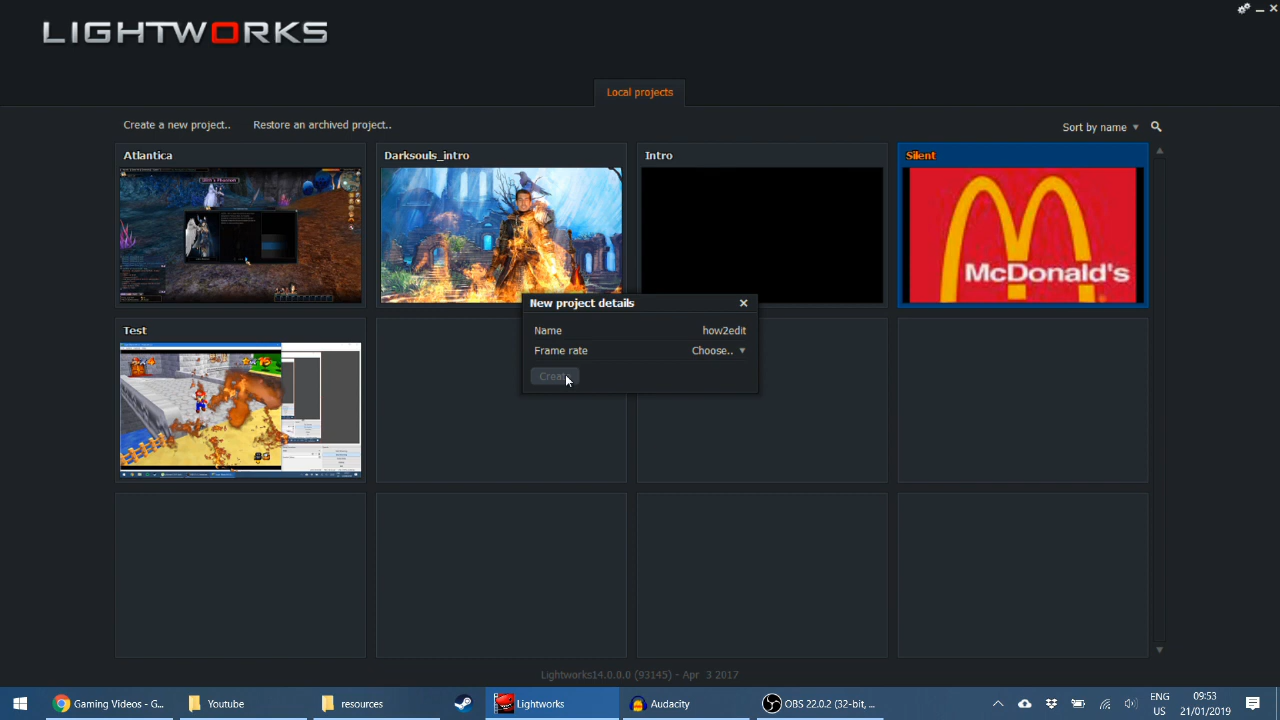 LIGHTWORKS
Local projects
Create a new project.. Restore an archived project..
Sort by name
Atlantica
Darksouls_intro
Intro
Silent
McDonald's
New project details
Name how2edit
Frame rate Choose..
Create
Test
Lightworks14.0.0.0 (93145) - Apr 3 2017
Gaming Videos - G...
Youtube
resources
Lightworks
Audacity
OBS 22.0.2 (32-bit, ...
ENG
US
09:53
21/01/2019